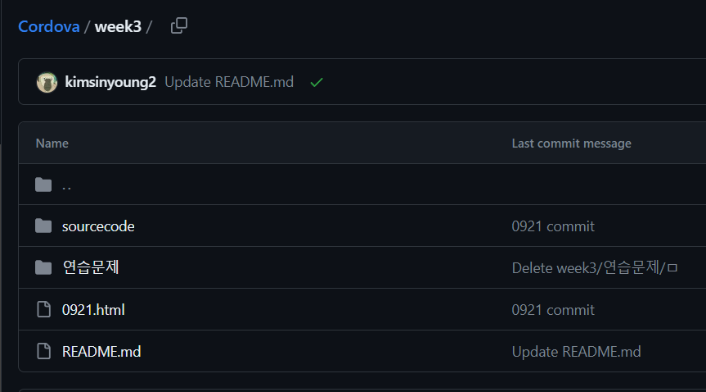 Cordova / week3 /
kimsinyoung2 Update README.md
Name Last commit message
..
sourcecode 0921 commit
연습문제 Delete week3/연습문제/ㅁ
0921.html 0921 commit
README.md Update README.md